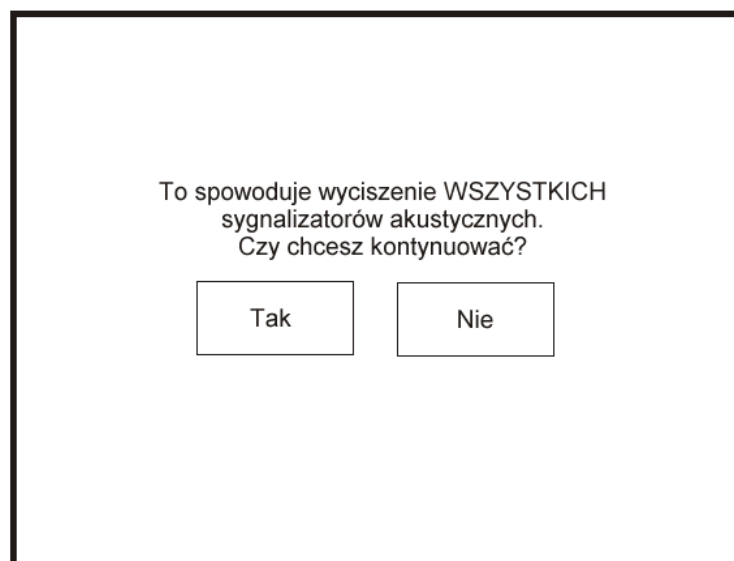 To spowoduje wyciszenie WSZYSTKICH
sygnalizatorów akustycznych.
Czy chcesz kontynuować?
Tak
Nie